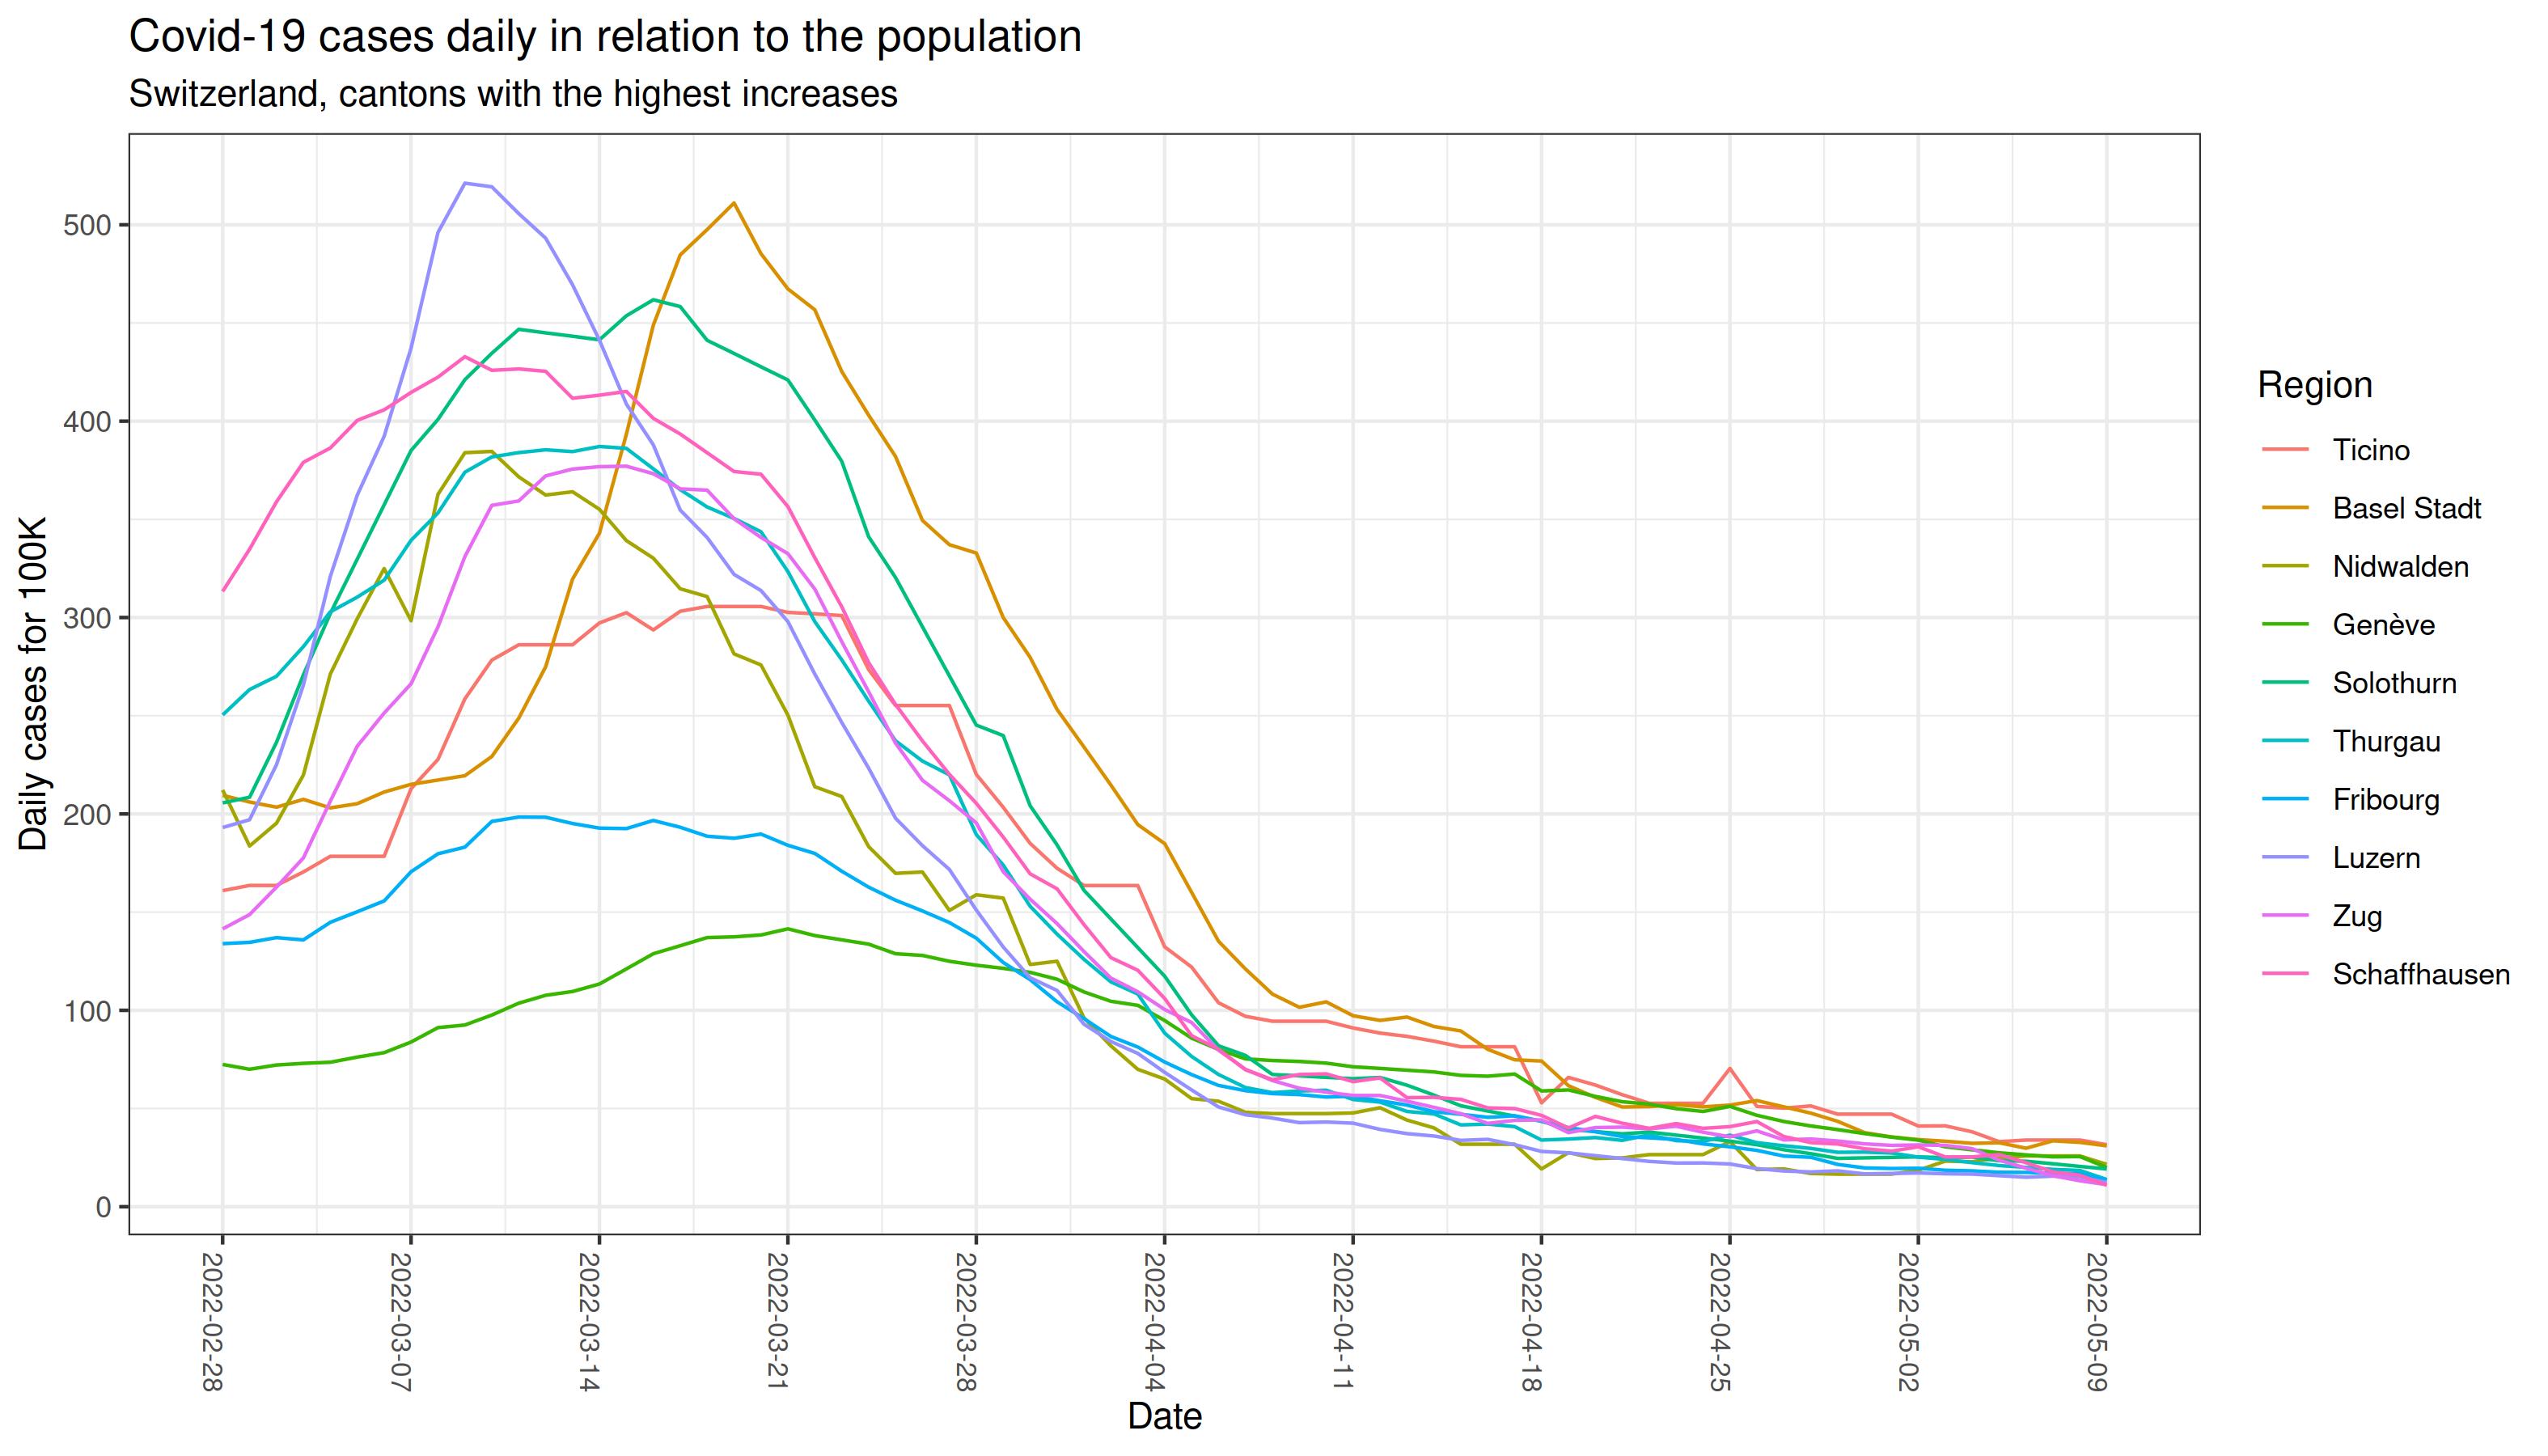 Covid-19 cases daily in relation to the population
Switzerland, cantons with the highest increases
Daily cases for 100K
500
400
300
200
100
0
2022-02-28
2022-03-07
2022-03-14
2022-03-21
2022-03-28
2022-04-04
2022-04-11
2022-04-18
2022-04-25
2022-05-02
2022-05-09
Date
Region
Ticino
Basel Stadt
Nidwalden
Genève
Solothurn
Thurgau
Fribourg
Luzern
Zug
Schaffhausen